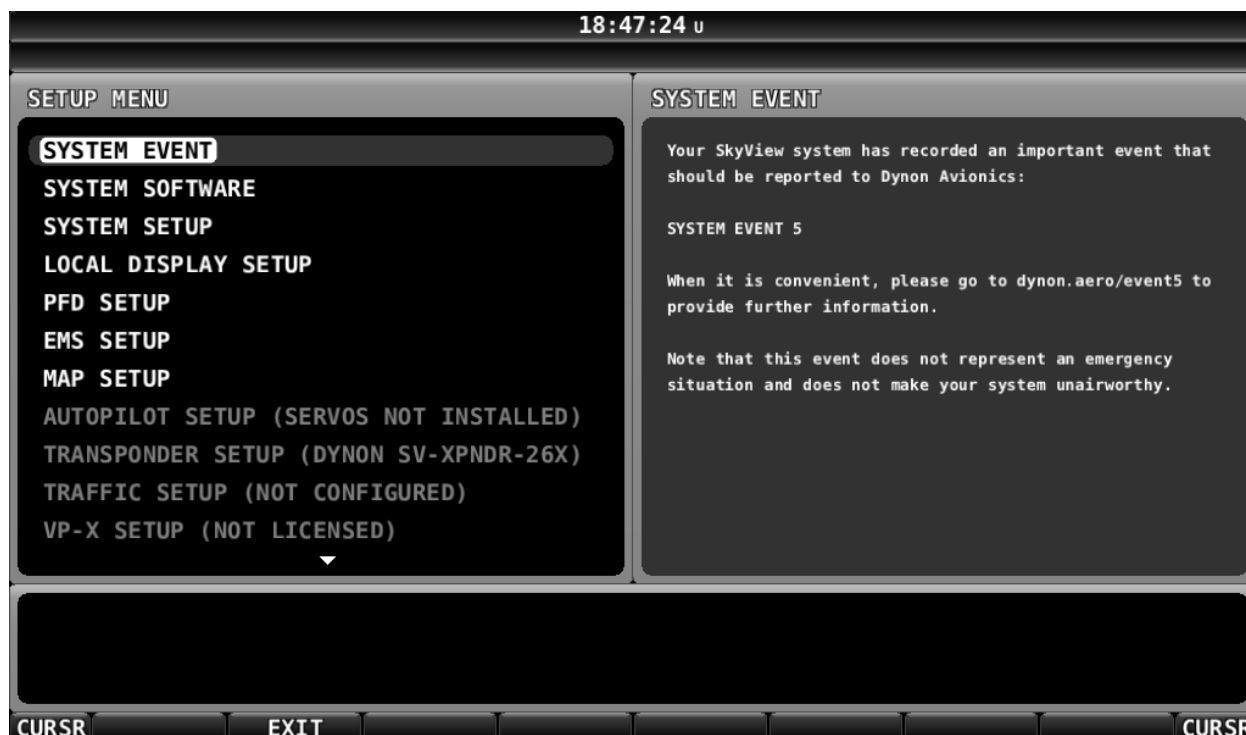 18:47:24 U
SETUP MENU
SYSTEM EVENT
SYSTEM SOFTWARE
SYSTEM SETUP
LOCAL DISPLAY SETUP
PFD SETUP
EMS SETUP
MAP SETUP
AUTOPILOT SETUP (SERVOS NOT INSTALLED)
TRANSPONDER SETUP (DYNON SV-XPNDR-26X)
TRAFFIC SETUP (NOT CONFIGURED)
VP-X SETUP (NOT LICENSED)
SYSTEM EVENT
Your SkyView system has recorded an important event that
should be reported to Dynon Avionics:
SYSTEM EVENT 5
When it is convenient, please go to dynon.aero/event5 to
provide further information.
Note that this event does not represent an emergency
situation and does not make your system unairworthy.
CURSR EXIT CURSR